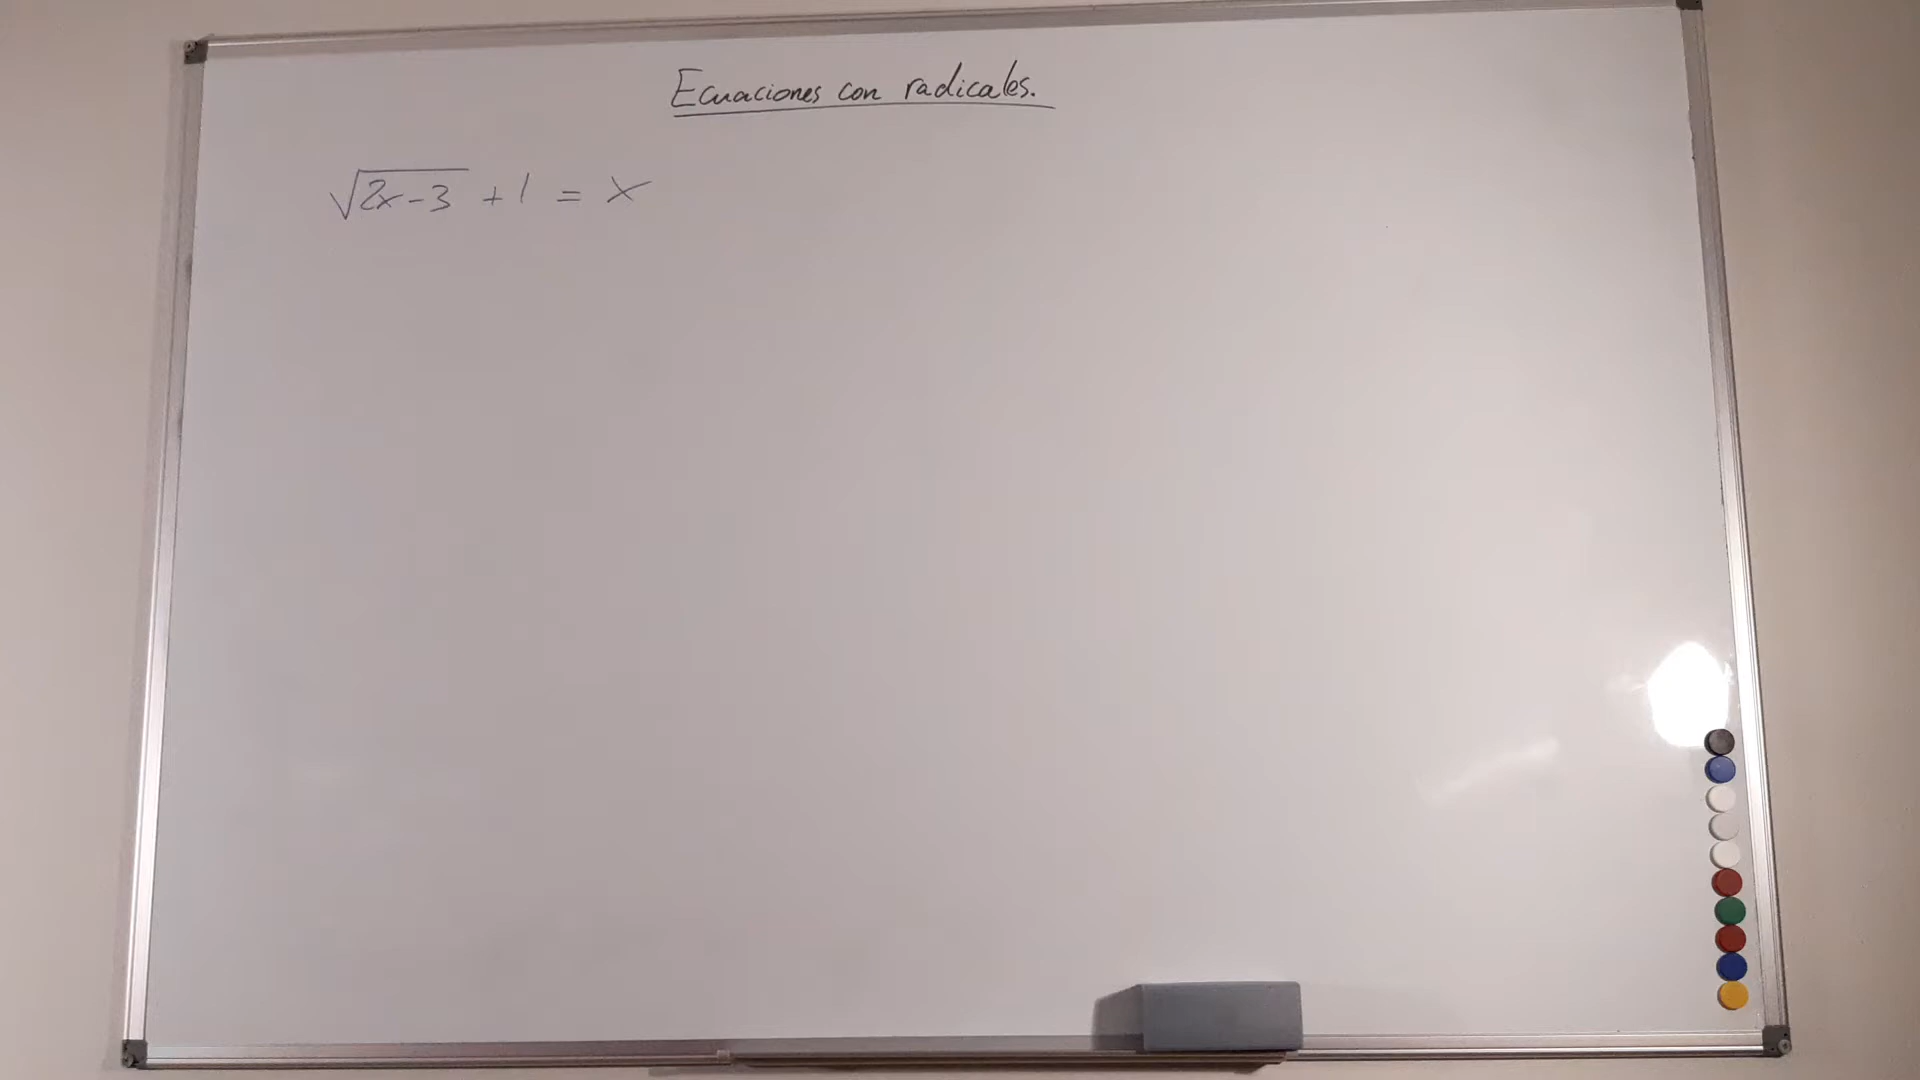 Ecuaciones con radicales.
√2x-3 + 1 = x